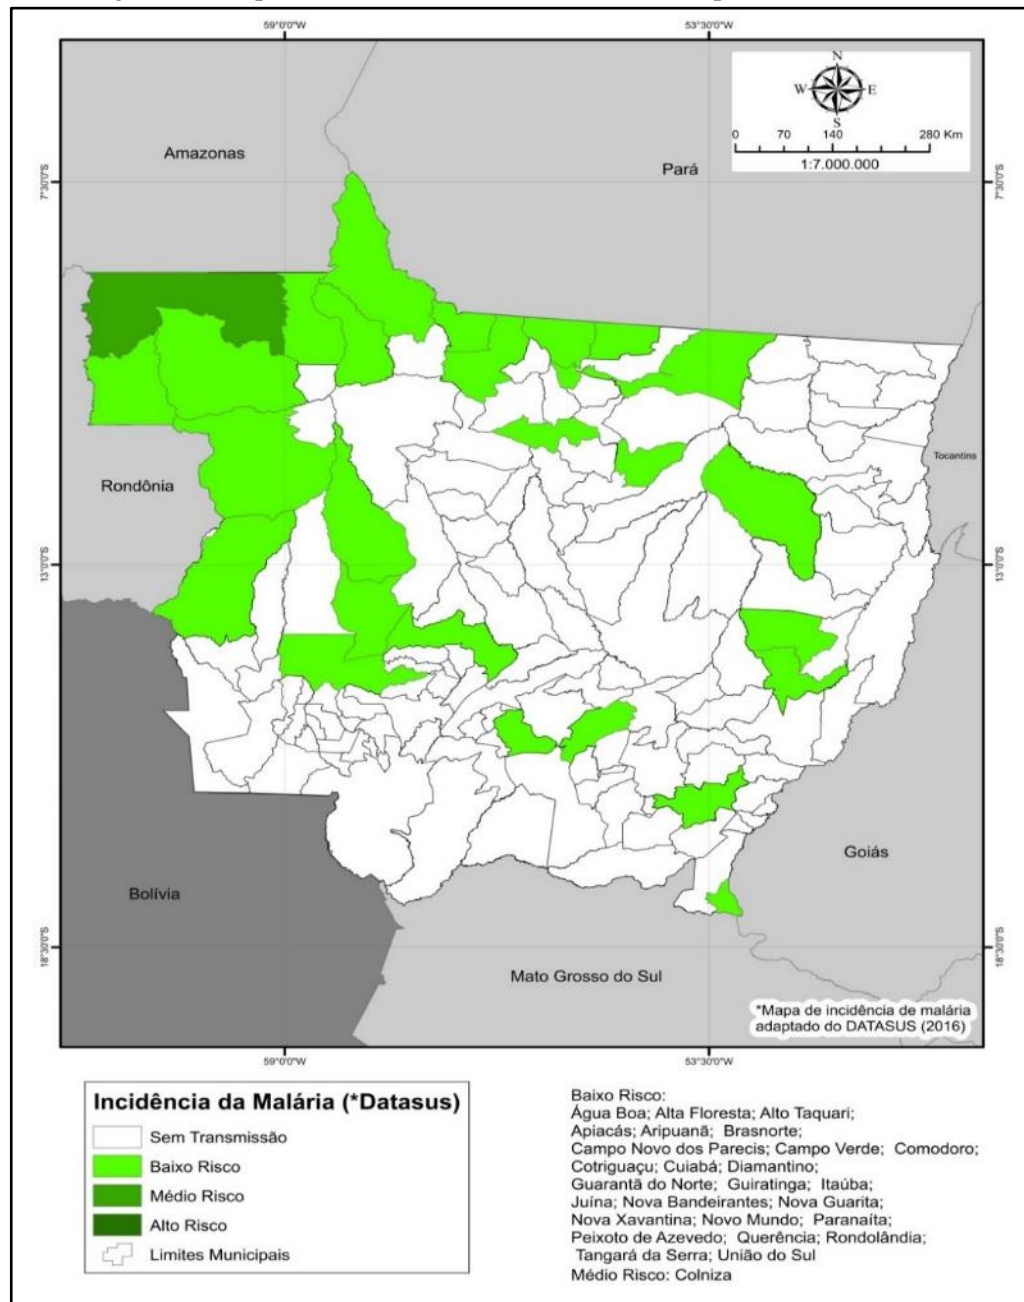 59°0'0"W
53°30'0"W
N
W
E
S
0 70 140 280 Km
1:7.000.000
Amazonas
Pará
7°30'0"S
7°30'0"S
Rondônia
Tocantins
13°0'0"S
13°0'0"S
Goiás
Bolívia
18°30'0"S
18°30'0"S
Mato Grosso do Sul
*Mapa de incidência de malária
adaptado do DATASUS (2016)
59°0'0"W
53°30'0"W
Incidência da Malária (*Datasus)
Sem Transmissão
Baixo Risco
Médio Risco
Alto Risco
Limites Municipais
Baixo Risco:
Água Boa; Alta Floresta; Alto Taquari;
Apiacás; Aripuanã; Brasnorte;
Campo Novo dos Parecis; Campo Verde; Comodoro;
Cotriguaçu; Cuiabá; Diamantino;
Guarantã do Norte; Guiratinga; Itaúba;
Juína; Nova Bandeirantes; Nova Guarita;
Nova Xavantina; Novo Mundo; Paranaíta;
Peixoto de Azevedo; Querência; Rondolândia;
Tangará da Serra; União do Sul
Médio Risco: Colniza